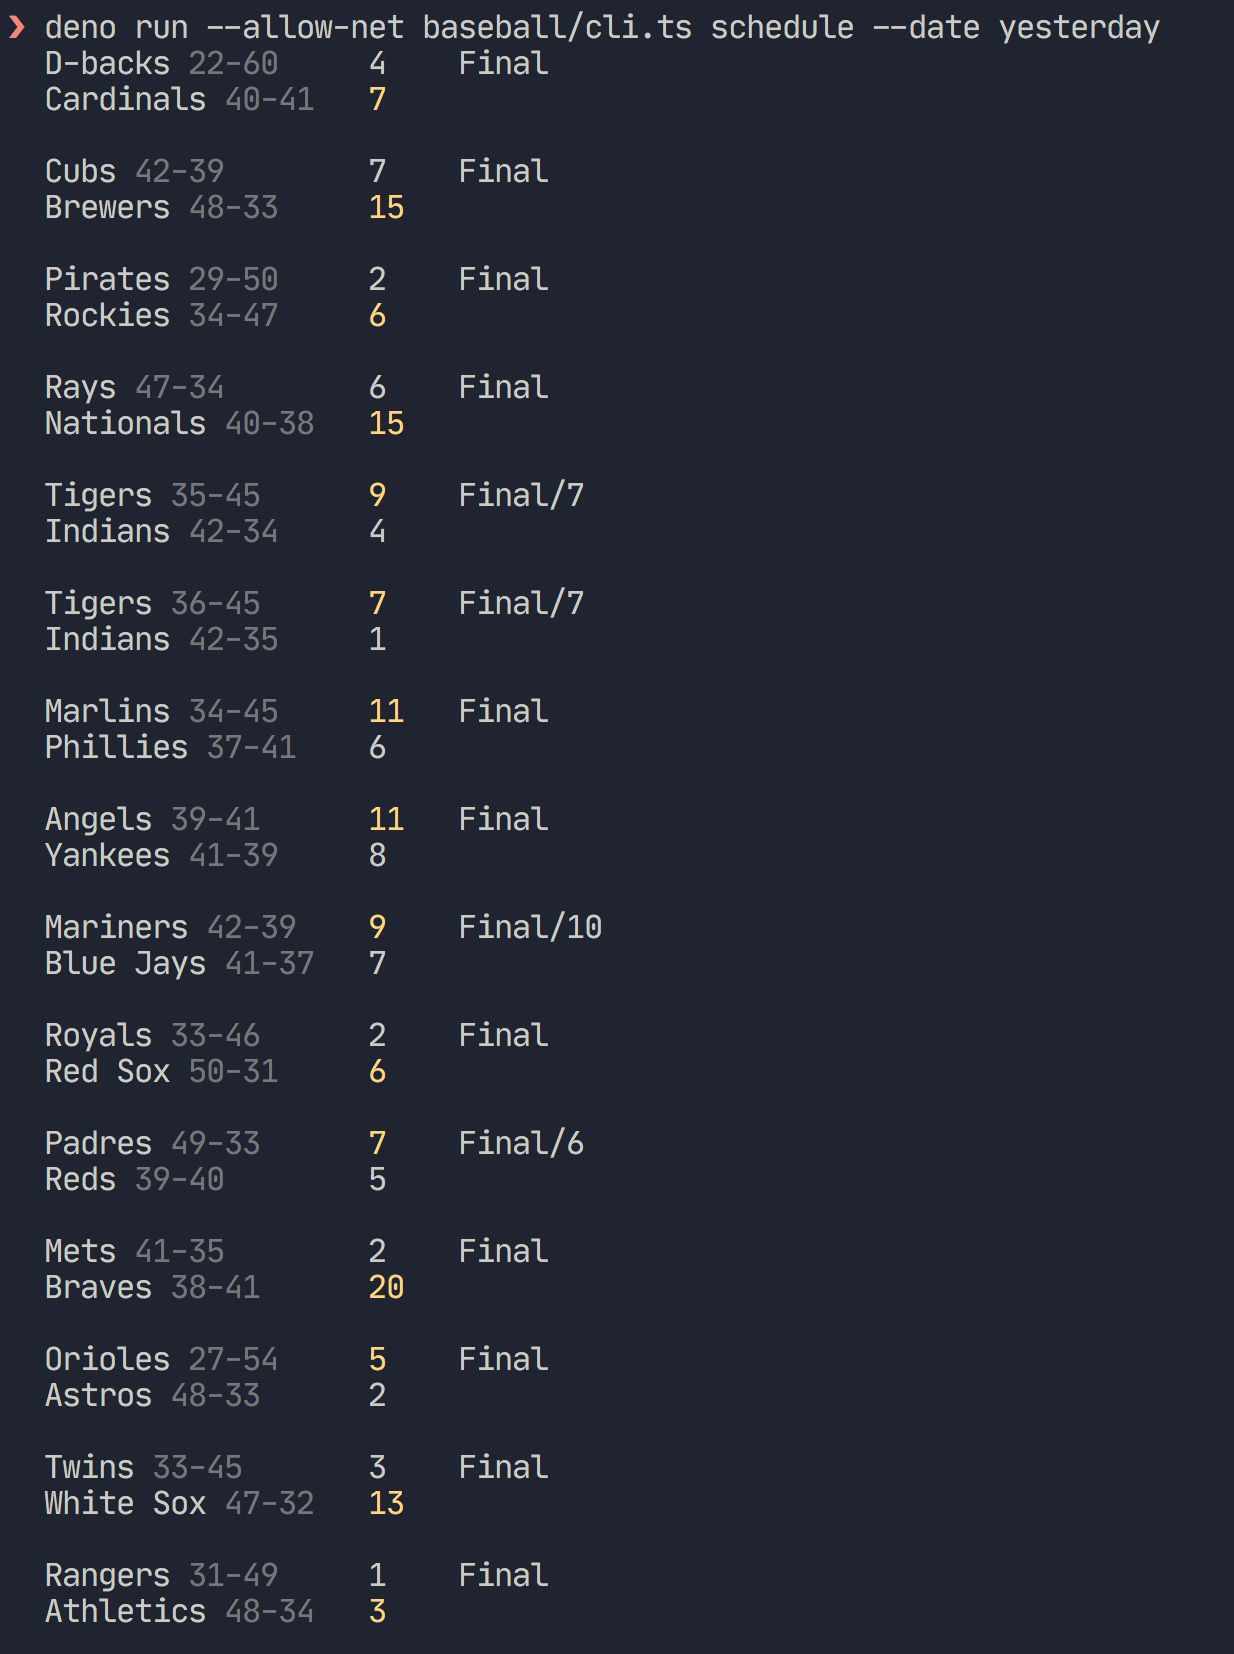 ❯ deno run --allow-net baseball/cli.ts schedule --date yesterday
D-backs 22-60 4 Final
Cardinals 40-41 7
Cubs 42-39 7 Final
Brewers 48-33 15
Pirates 29-50 2 Final
Rockies 34-47 6
Rays 47-34 6 Final
Nationals 40-38 15
Tigers 35-45 9 Final/7
Indians 42-34 4
Tigers 36-45 7 Final/7
Indians 42-35 1
Marlins 34-45 11 Final
Phillies 37-41 6
Angels 39-41 11 Final
Yankees 41-39 8
Mariners 42-39 9 Final/10
Blue Jays 41-37 7
Royals 33-46 2 Final
Red Sox 50-31 6
Padres 49-33 7 Final/6
Reds 39-40 5
Mets 41-35 2 Final
Braves 38-41 20
Orioles 27-54 5 Final
Astros 48-33 2
Twins 33-45 3 Final
White Sox 47-32 13
Rangers 31-49 1 Final
Athletics 48-34 3